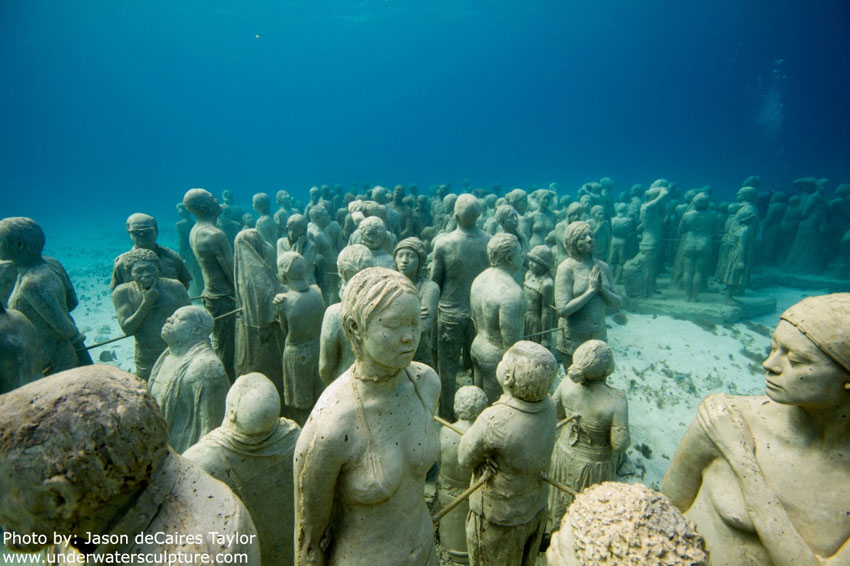 Photo by: Jason deCaires Taylor
www.underwatersculpture.com